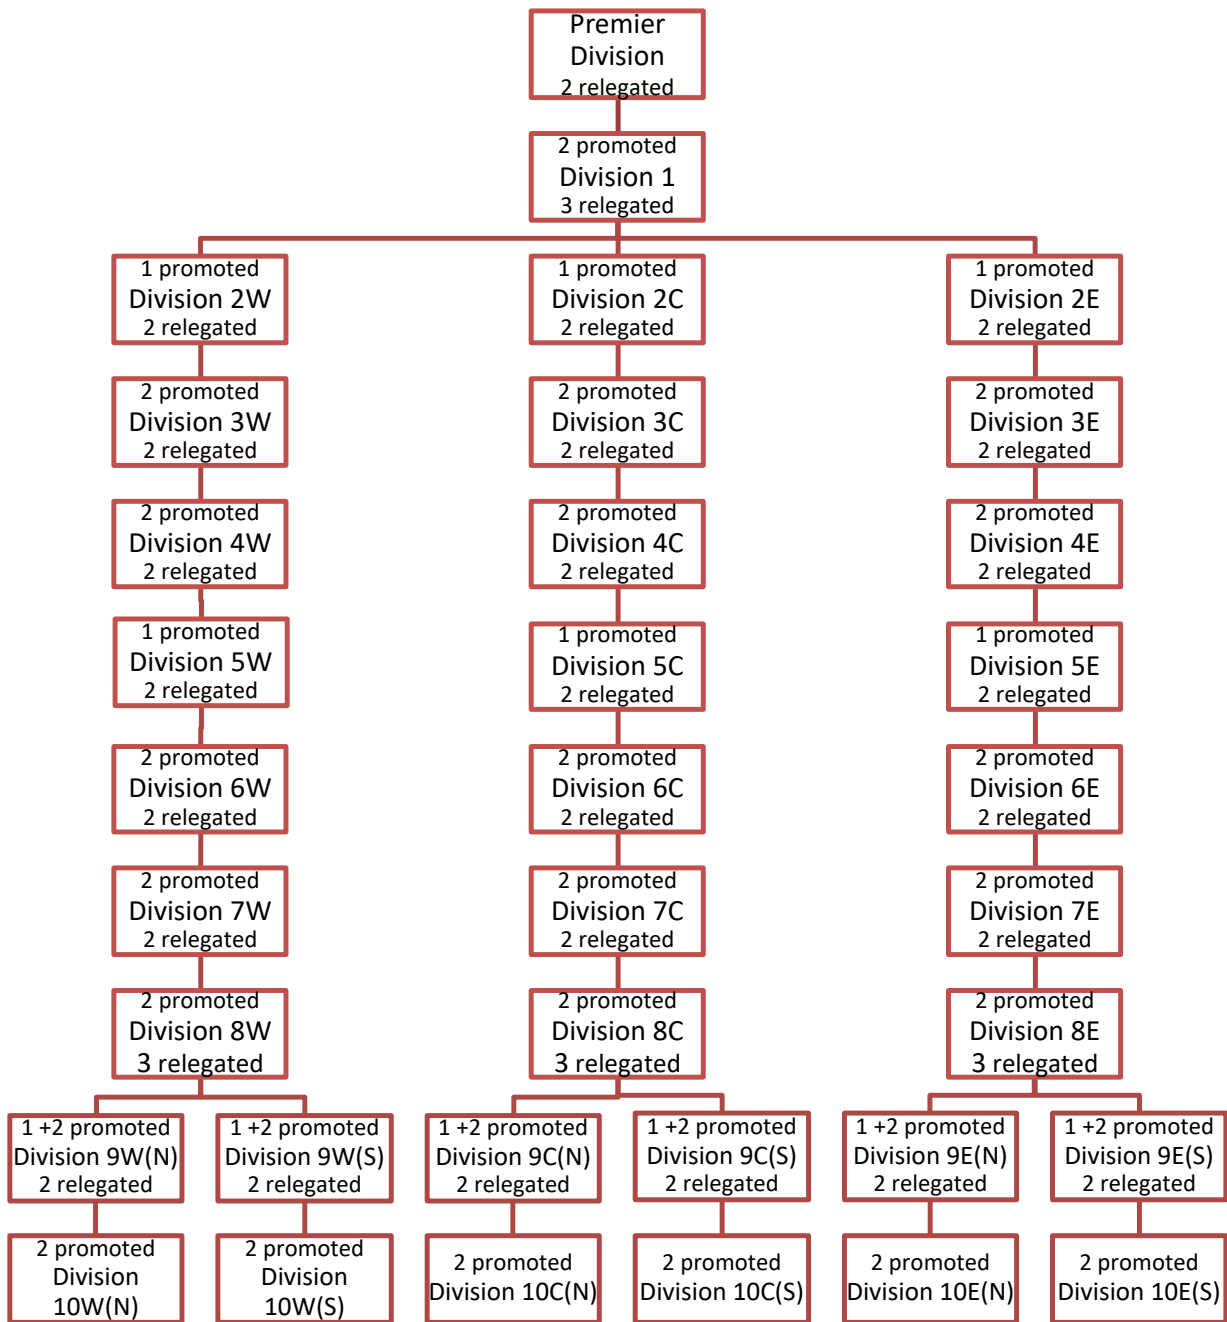 Premier
Division
2 relegated
2 promoted
Division 1
3 relegated
1 promoted
Division 2W
2 relegated
1 promoted
Division 2C
2 relegated
1 promoted
Division 2E
2 relegated
2 promoted
Division 3W
2 relegated
2 promoted
Division 3C
2 relegated
2 promoted
Division 3E
2 relegated
2 promoted
Division 4W
2 relegated
2 promoted
Division 4C
2 relegated
2 promoted
Division 4E
2 relegated
1 promoted
Division 5W
2 relegated
1 promoted
Division 5C
2 relegated
1 promoted
Division 5E
2 relegated
2 promoted
Division 6W
2 relegated
2 promoted
Division 6C
2 relegated
2 promoted
Division 6E
2 relegated
2 promoted
Division 7W
2 relegated
2 promoted
Division 7C
2 relegated
2 promoted
Division 7E
2 relegated
2 promoted
Division 8W
3 relegated
2 promoted
Division 8C
3 relegated
2 promoted
Division 8E
3 relegated
1 +2 promoted
Division 9W(N)
2 relegated
1 +2 promoted
Division 9W(S)
2 relegated
1 +2 promoted
Division 9C(N)
2 relegated
1 +2 promoted
Division 9C(S)
2 relegated
1 +2 promoted
Division 9E(N)
2 relegated
1 +2 promoted
Division 9E(S)
2 relegated
2 promoted
Division
10W(N)
2 promoted
Division
10W(S)
2 promoted
Division 10C(N)
2 promoted
Division 10C(S)
2 promoted
Division 10E(N)
2 promoted
Division 10E(S)